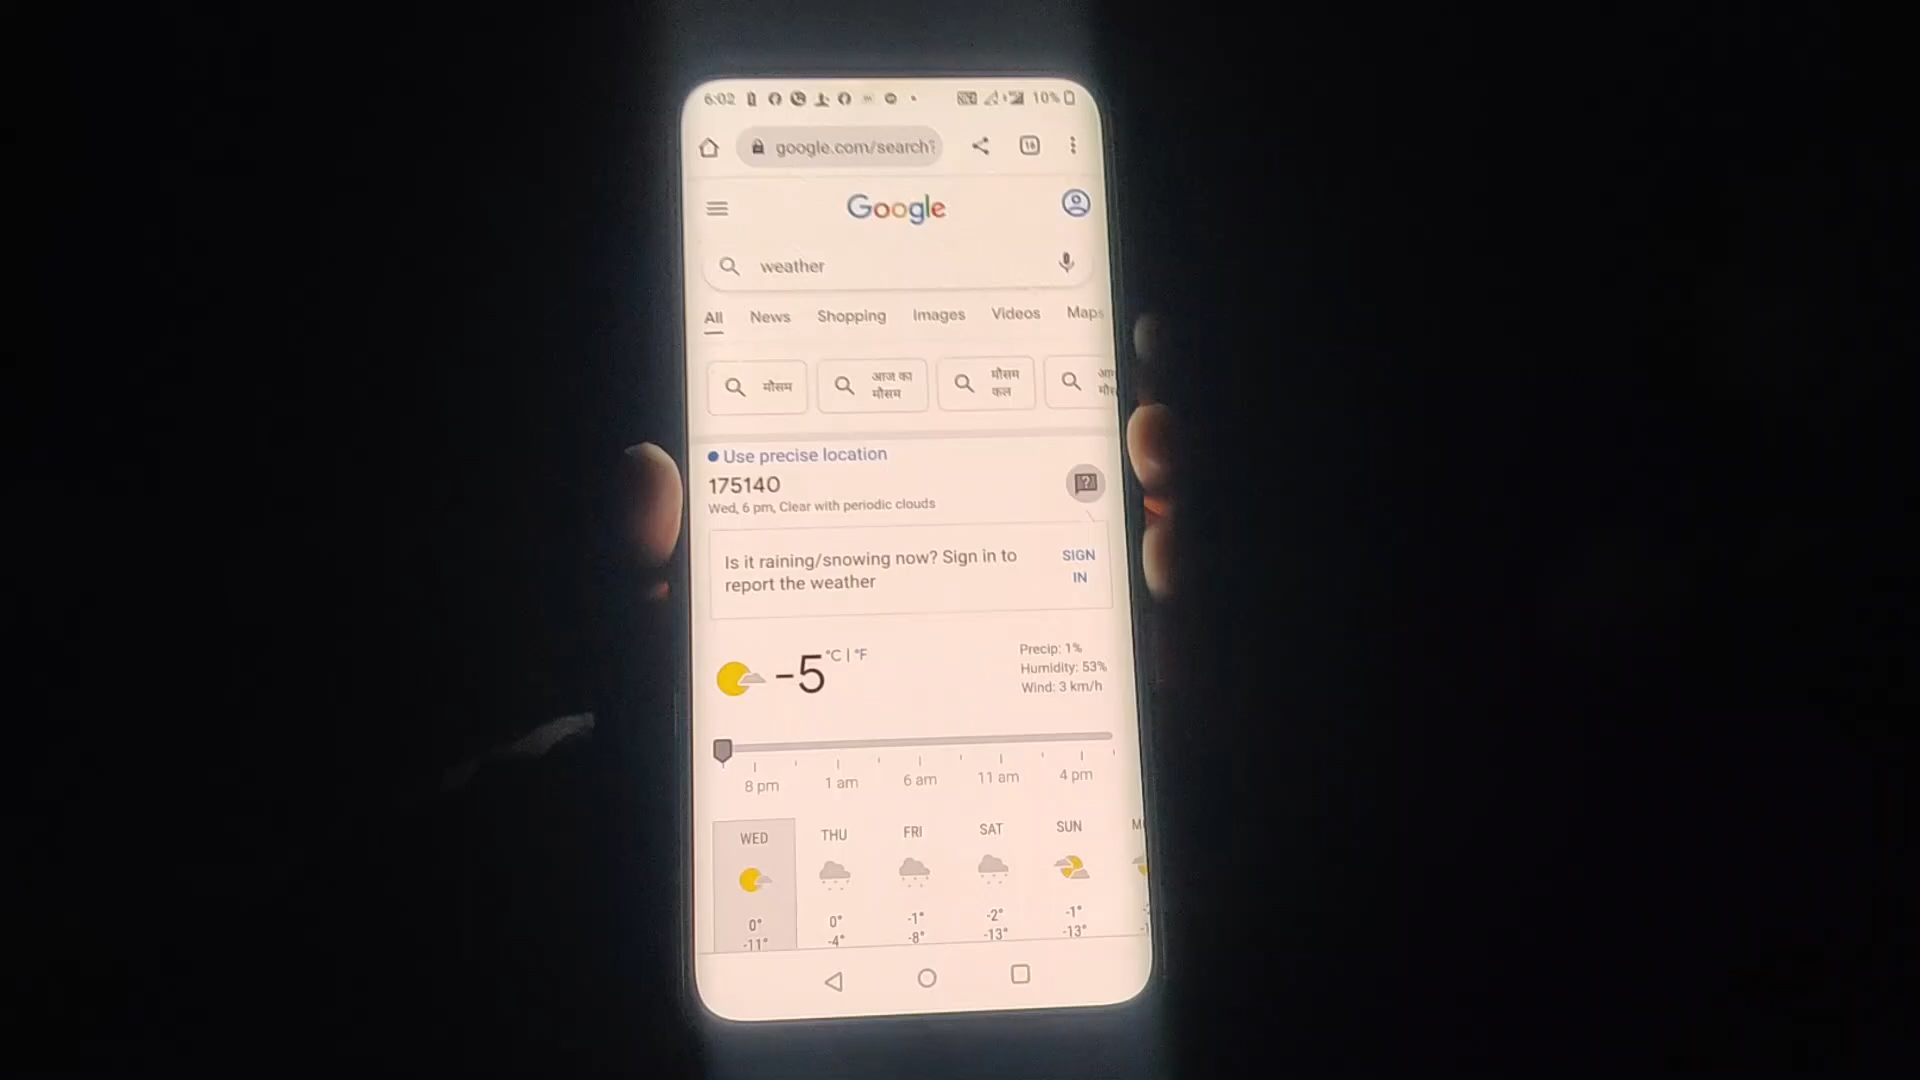 6:02 10%
google.com/search?
18
Google
weather
All News Shopping Images Videos Maps
मौसम
आज का
मौसम
मौसम
कल
Use precise location
175140
Wed, 6 pm, Clear with periodic clouds
Is it raining/snowing now? Sign in to
report the weather
SIGN
IN
-5 °C | °F
Precip: 1%
Humidity: 53%
Wind: 3 km/h
8 pm 1 am 6 am 11 am 4 pm
WED THU FRI SAT SUN
0° 0° -1° -2° -1°
-11° -4° -8° -13° -13°